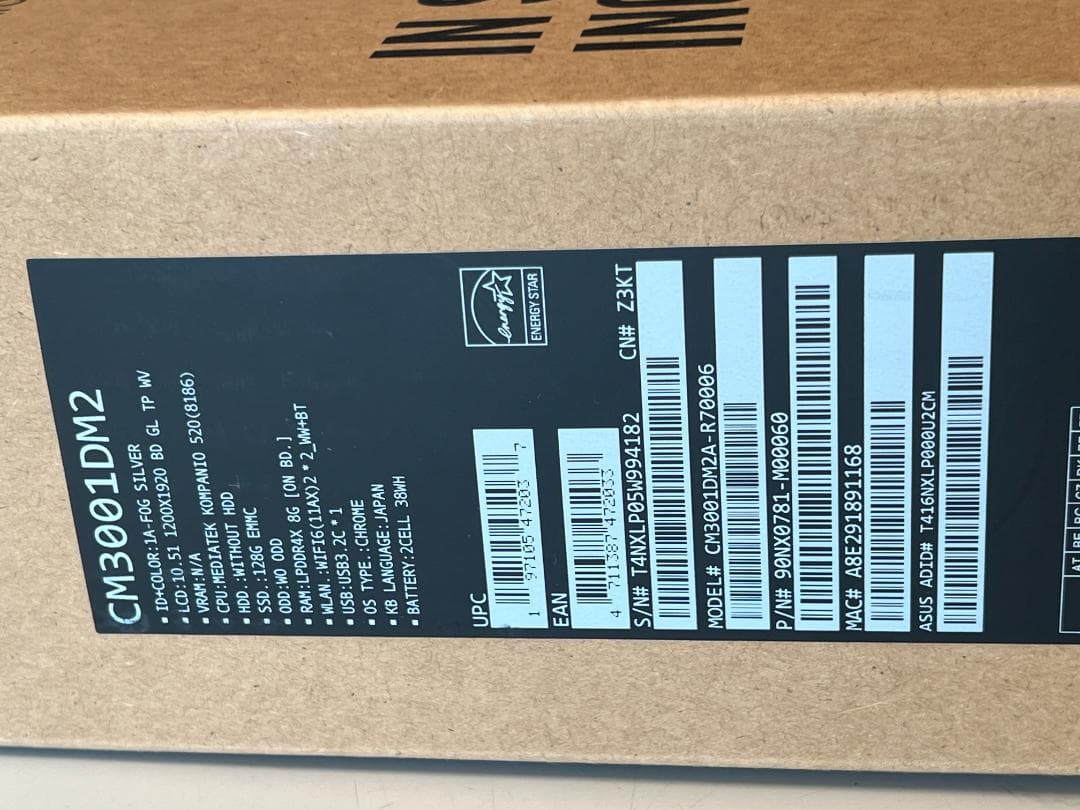 CM3001DM2
▪ ID+COLOR:1A-FOG SILVER
▪ LCD:10.51 1200X1920 BD GL TP WV
▪ VRAM:N/A
▪ CPU:MEDIATEK KOMPANIO 520(8186)
▪ HDD.:WITHOUT HDD
▪ SSD.:128G EMMC
▪ ODD:WO ODD
▪ RAM:LPDDR4X 8G [ON BD.]
▪ WLAN.:WIFI6(11AX)2*2_WW+BT
▪ USB:USB3.2C*1
▪ OS TYPE.:CHROME
▪ KB LANGUAGE:JAPAN
▪ BATTERY:2CELL 38WH
energy
ENERGY STAR
UPC
1 97105 47203 7
EAN
4 711387 472033
CN# Z3KT
S/N# T4NXLP05W994182
MODEL# CM3001DM2A-R70006
P/N# 90NX0781-M00060
MAC# A8E291891168
ASUS ADID# T416NXLP000U2CM
IN S